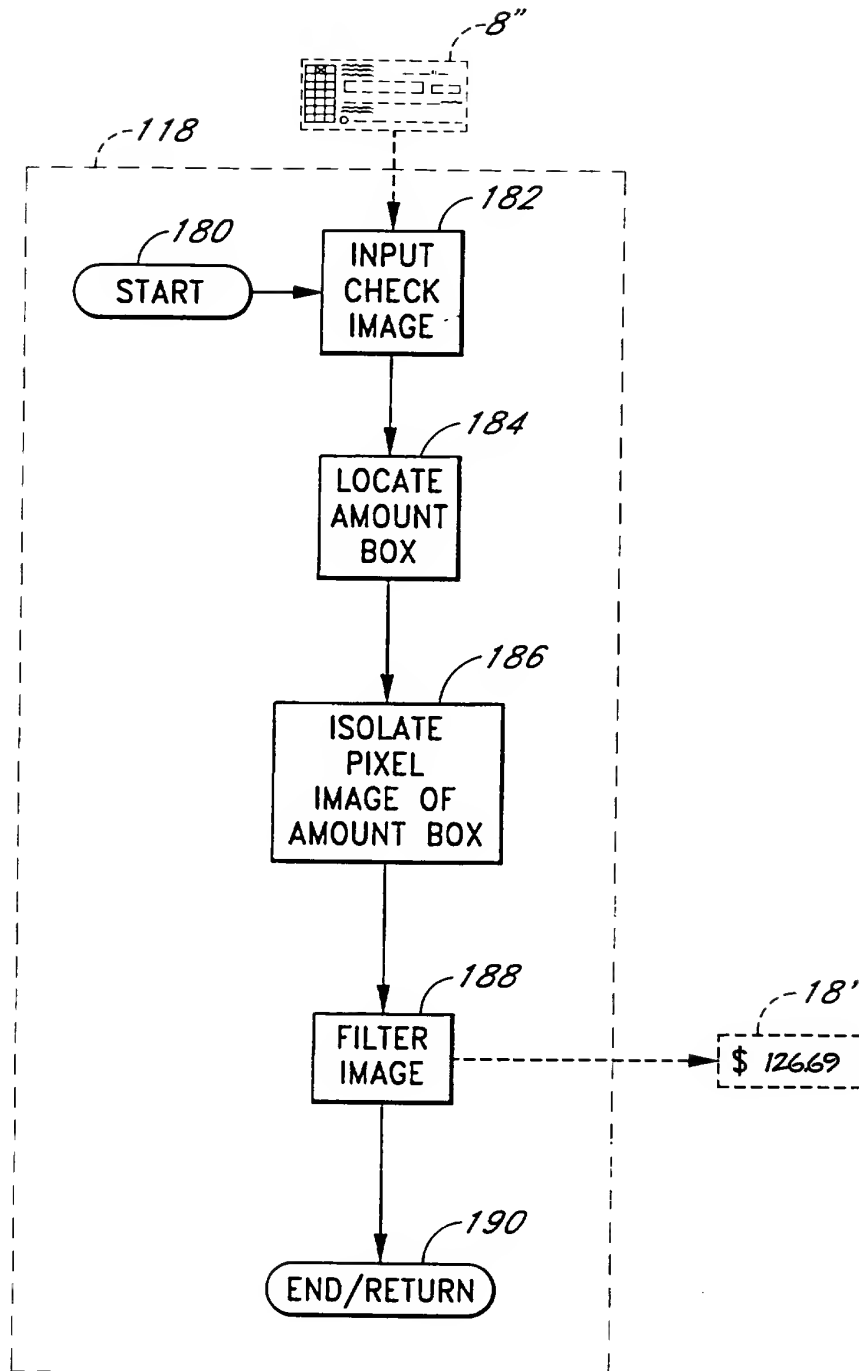 8"
118
182
180
START
INPUT
CHECK
IMAGE
184
LOCATE
AMOUNT
BOX
186
ISOLATE
PIXEL
IMAGE OF
AMOUNT BOX
188
18'
FILTER
IMAGE
$ 126.69
190
END/RETURN